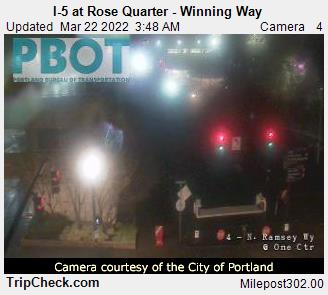 I-5 at Rose Quarter - Winning Way
Updated Mar 22 2022 3:48 AM Camera 4
PBOT
PORTLAND BUREAU OF TRANSPORTATION
4 - N. Ramsey Wy
@ One Ctr
Camera courtesy of the City of Portland
TripCheck.com Milepost302.00